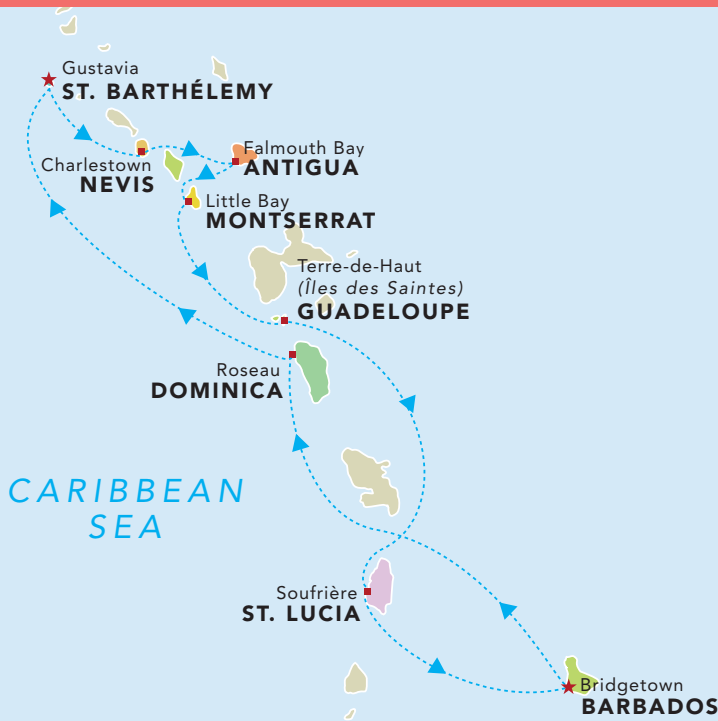 Gustavia
ST. BARTHÉLEMY
Falmouth Bay
ANTIGUA
Charlestown
NEVIS
Little Bay
MONTSERRAT
Terre-de-Haut
(Îles des Saintes)
GUADELOUPE
Roseau
DOMINICA
CARIBBEAN
SEA
Soufrière
ST. LUCIA
Bridgetown
BARBADOS